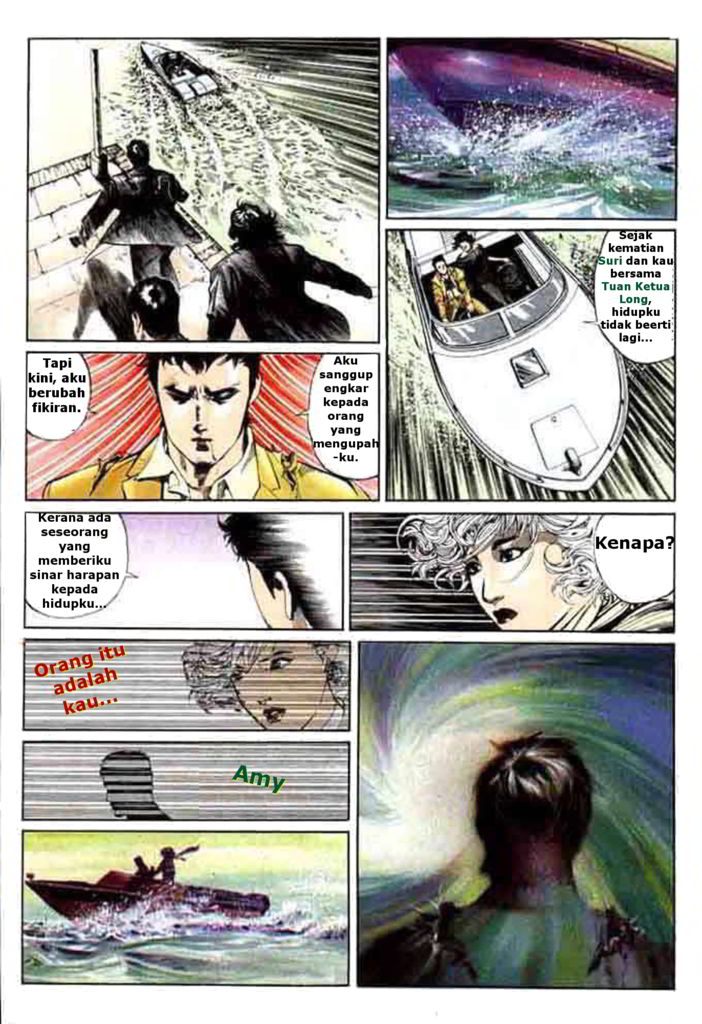 Sejak
kematian
Suri dan kau
bersama
Tuan Ketua
Long,
hidupku
tidak beerti
lagi...
Tapi
kini, aku
berubah
fikiran.
Aku
sanggup
engkar
kepada
orang
yang
mengupah
-ku.
Kerana ada
seseorang
yang
memberiku
sinar harapan
kepada
hidupku...
Kenapa?
Orang itu
adalah
kau...
Amy